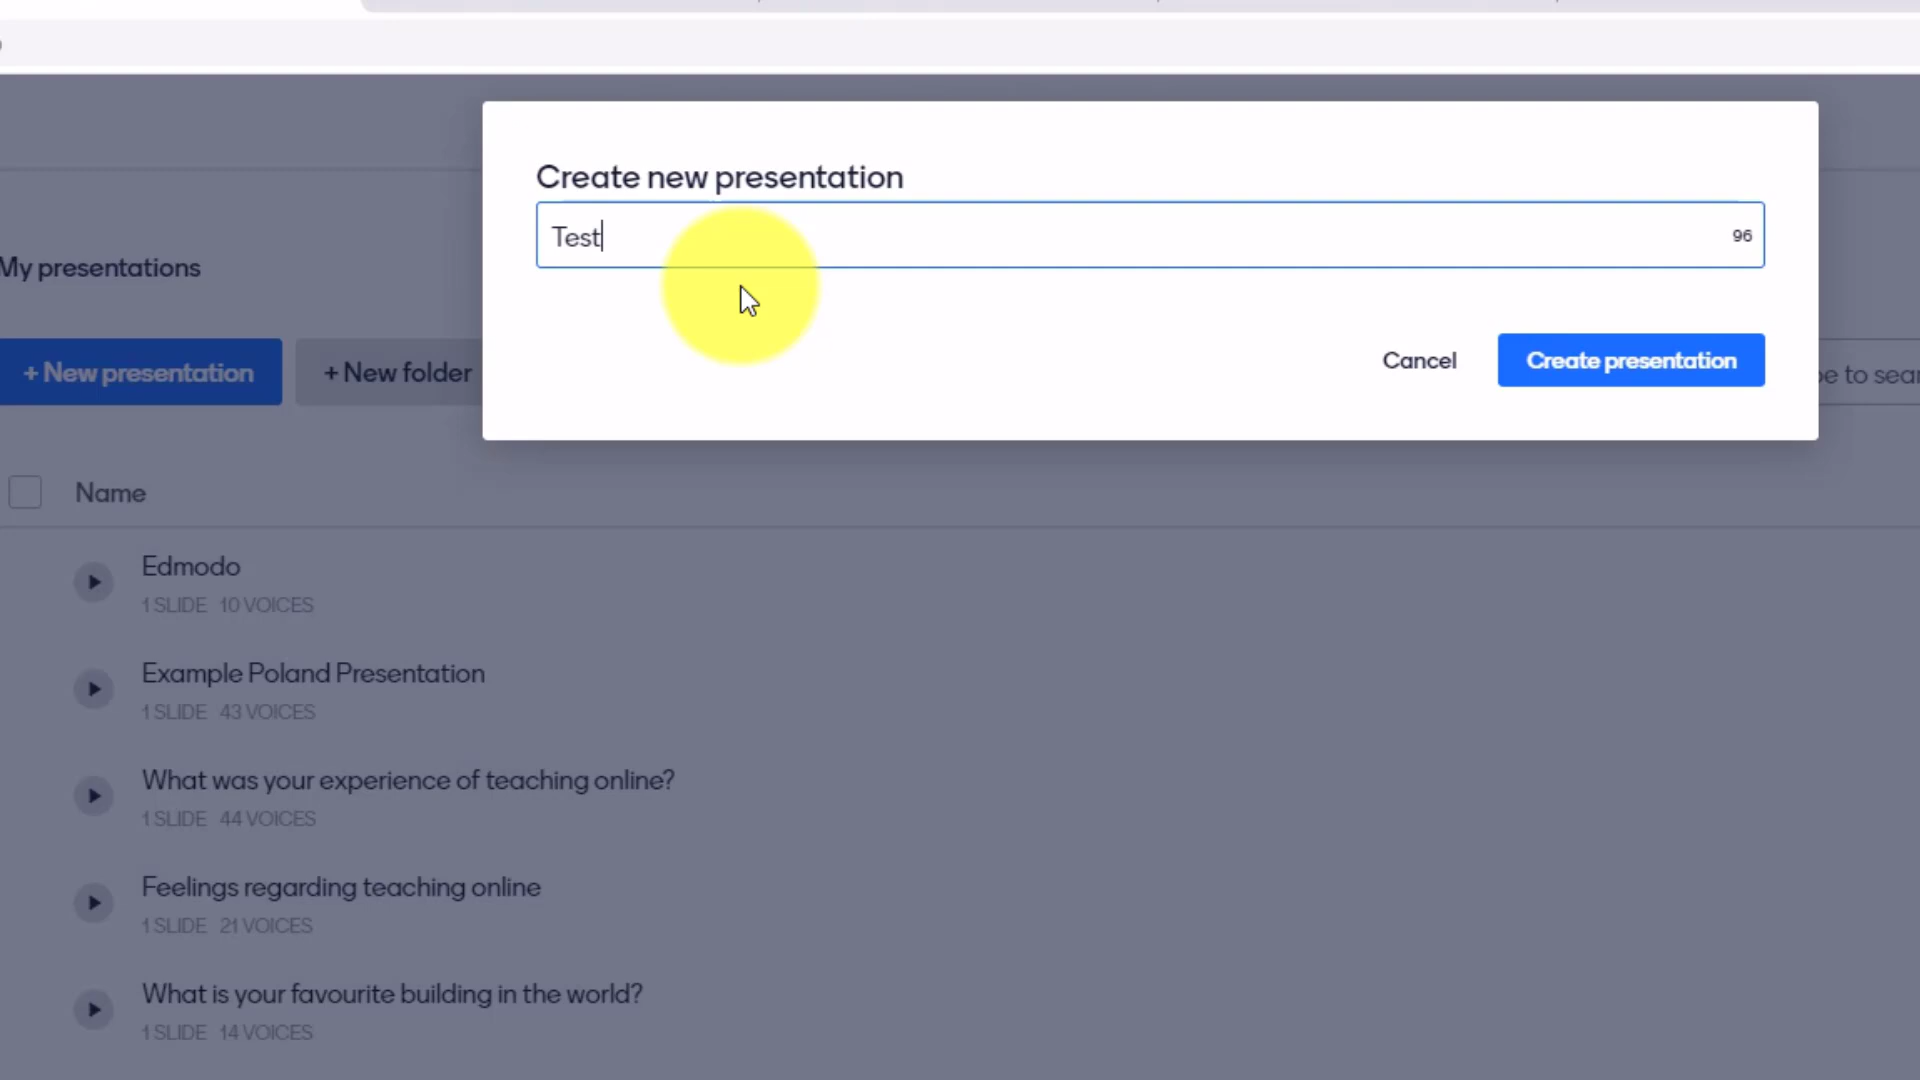 Create new presentation
Test
96
My presentations
Cancel
Create presentation
+ New presentation
+ New folder
to
Name
Edmodo
1 SLIDE 10 VOICES
Example Poland Presentation
1 SLIDE 43 VOICES
What was your experience of teaching online?
1 SLIDE 44 VOICES
Feelings regarding teaching online
1 SLIDE 21 VOICES
What is your favourite building in the world?
1 SLIDE 14 VOICES